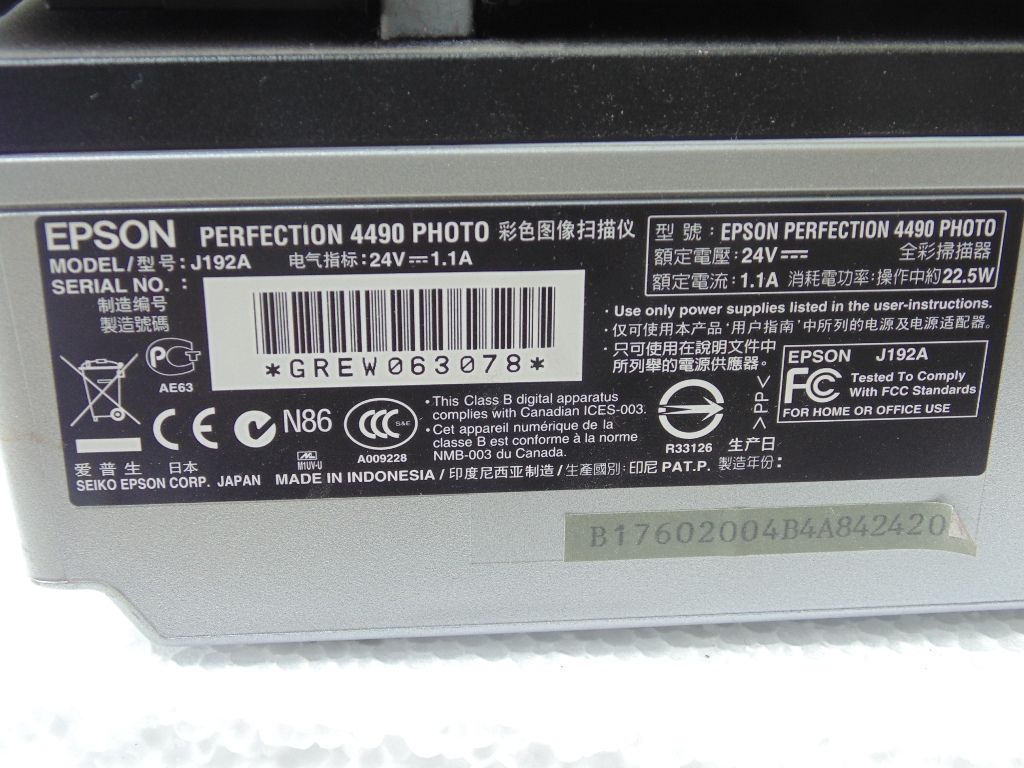 EPSON PERFECTION 4490 PHOTO 彩色图像扫描仪
MODEL/型号:J192A 电气指标:24V⎓1.1A
SERIAL NO. :
制造编号
製造號碼
*GREW063078*
型 號 : EPSON PERFECTION 4490 PHOTO
額定電壓:24V⎓ 全彩掃描器
額定電流:1.1A 消耗電功率:操作中約22.5W
· Use only power supplies listed in the user-instructions.
· 仅可使用本产品'用户指南'中所列的电源及电源适配器。
· 只可使用在說明文件中
所列舉的電源供應器。
EPSON J192A
FC Tested To Comply
With FCC Standards
FOR HOME OR OFFICE USE
PCT
AE63
CE N86
CCC S&E
A009228
M1UV-U
• This Class B digital apparatus
complies with Canadian ICES-003.
• Cet appareil numérique de la
classe B est conforme à la norme
NMB-003 du Canada.
R33126
>PP<
生产日
製造年份:
爱普生 日本
SEIKO EPSON CORP. JAPAN MADE IN INDONESIA / 印度尼西亚制造 / 生產國別:印尼 PAT.P.
B17602004B4A842420